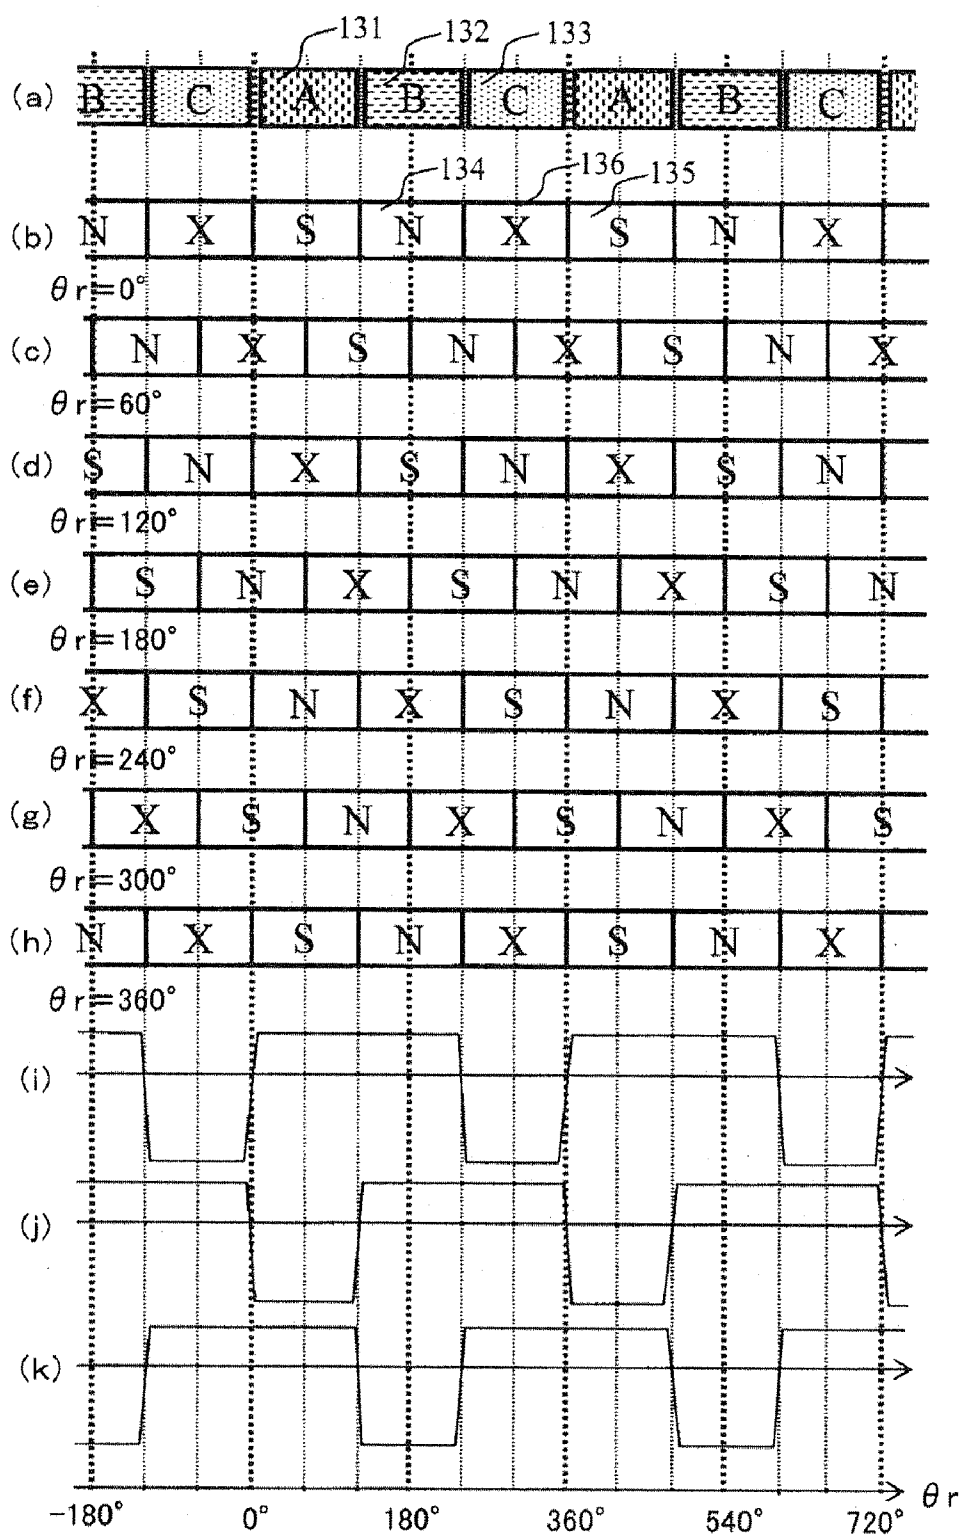 131 132 133
(a) B C A B C A B C
134 136 135
(b) N X S N X S N X
θr=0°
(c) N X S N X S N X
θr=60°
(d) S N X S N X S N
θr=120°
(e) S N X S N X S N
θr=180°
(f) X S N X S N X S
θr=240°
(g) X S N X S N X S
θr=300°
(h) N X S N X S N X
θr=360°
(i)
(j)
(k)
θr
-180° 0° 180° 360° 540° 720°